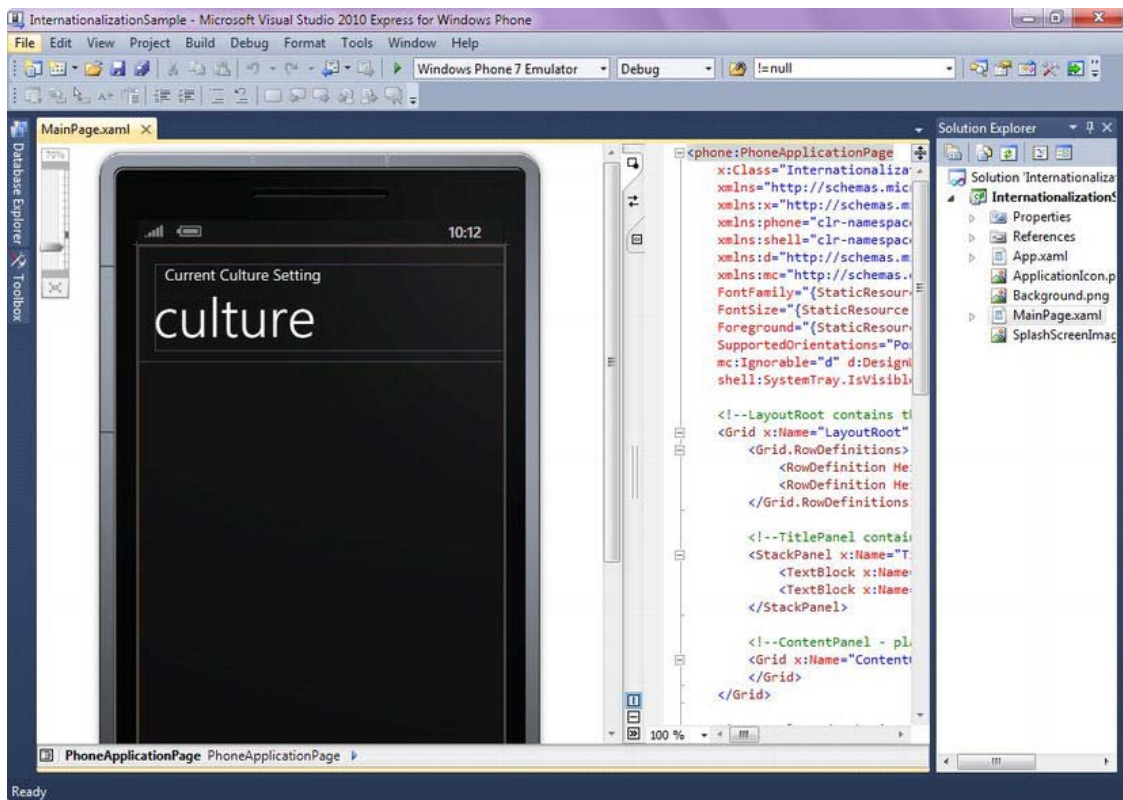 InternationalizationSample - Microsoft Visual Studio 2010 Express for Windows Phone
File Edit View Project Build Debug Format Tools Window Help
Windows Phone 7 Emulator Debug !=null
MainPage.xaml
Database Explorer
Toolbox
70%
10:12
Current Culture Setting
culture
<phone:PhoneApplicationPage
x:Class="Internationaliza
xmlns="http://schemas.mic
xmlns:x="http://schemas.m
xmlns:phone="clr-namespac
xmlns:shell="clr-namespac
xmlns:d="http://schemas.m
xmlns:mc="http://schemas.
FontFamily="{StaticResour
FontSize="{StaticResource
Foreground="{StaticResour
SupportedOrientations="Po
mc:Ignorable="d" d:Design
shell:SystemTray.IsVisibl
<!--LayoutRoot contains t
<Grid x:Name="LayoutRoot"
<Grid.RowDefinitions>
<RowDefinition He
<RowDefinition He
</Grid.RowDefinitions
<!--TitlePanel contai
<StackPanel x:Name="T
<TextBlock x:Name
<TextBlock x:Name
</StackPanel>
<!--ContentPanel - pl
<Grid x:Name="Content
</Grid>
</Grid>
100 %
Solution Explorer
Solution 'Internationaliza
InternationalizationS
Properties
References
App.xaml
ApplicationIcon.p
Background.png
MainPage.xaml
SplashScreenImag
PhoneApplicationPage PhoneApplicationPage
Ready